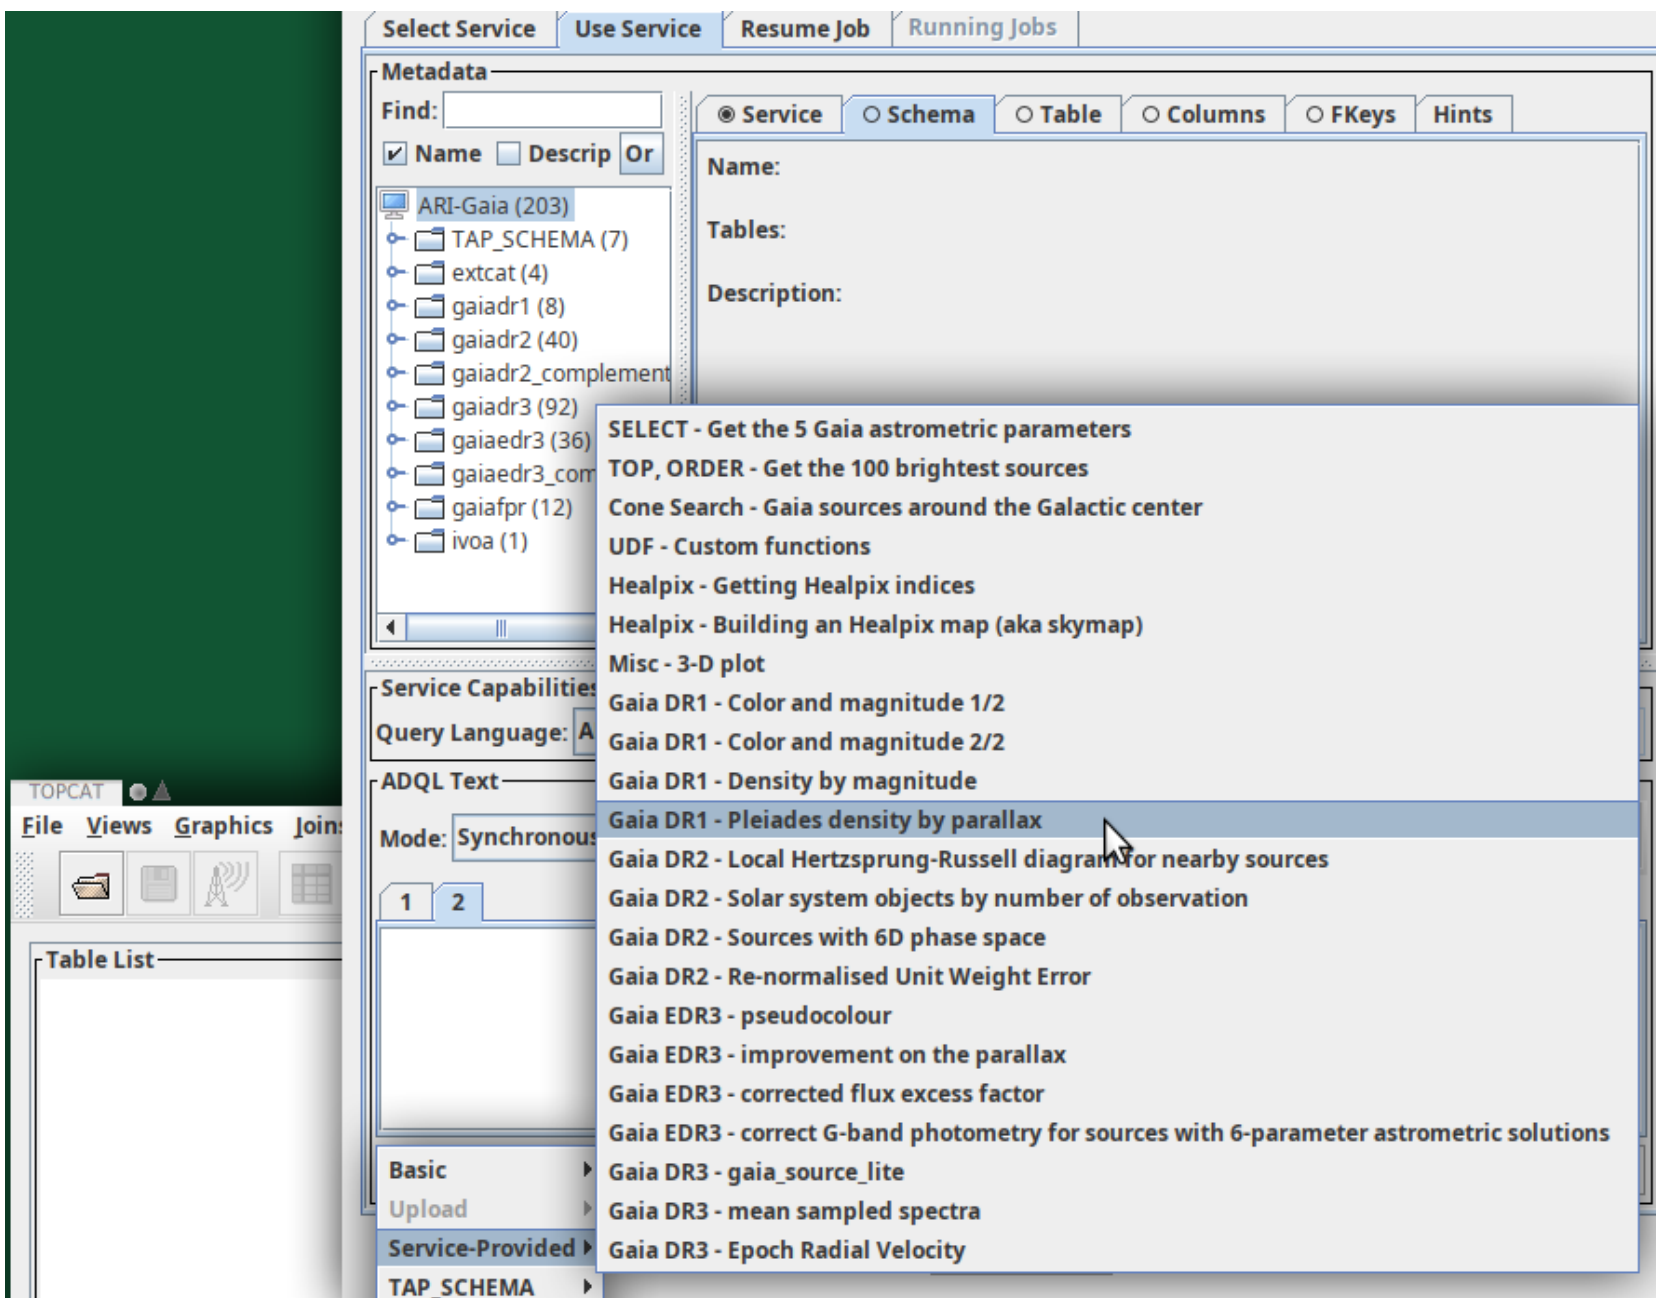 Select Service
Use Service
Resume Job
Running Jobs
Metadata
Find:
Name
Descrip
Or
ARI-Gaia (203)
TAP_SCHEMA (7)
extcat (4)
gaiadr1 (8)
gaiadr2 (40)
gaiadr2_complement
gaiadr3 (92)
gaiaedr3 (36)
gaiaedr3_com
gaiafpr (12)
ivoa (1)
Service
Schema
Table
Columns
FKeys
Hints
Name:
Tables:
Description:
Service Capabilities
Query Language: A
ADQL Text
Mode: Synchronous
1
2
SELECT - Get the 5 Gaia astrometric parameters
TOP, ORDER - Get the 100 brightest sources
Cone Search - Gaia sources around the Galactic center
UDF - Custom functions
Healpix - Getting Healpix indices
Healpix - Building an Healpix map (aka skymap)
Misc - 3-D plot
Gaia DR1 - Color and magnitude 1/2
Gaia DR1 - Color and magnitude 2/2
Gaia DR1 - Density by magnitude
Gaia DR1 - Pleiades density by parallax
Gaia DR2 - Local Hertzsprung-Russell diagram for nearby sources
Gaia DR2 - Solar system objects by number of observation
Gaia DR2 - Sources with 6D phase space
Gaia DR2 - Re-normalised Unit Weight Error
Gaia EDR3 - pseudocolour
Gaia EDR3 - improvement on the parallax
Gaia EDR3 - corrected flux excess factor
Gaia EDR3 - correct G-band photometry for sources with 6-parameter astrometric solutions
Gaia DR3 - gaia_source_lite
Gaia DR3 - mean sampled spectra
Gaia DR3 - Epoch Radial Velocity
Basic
Upload
Service-Provided
TAP_SCHEMA
TOPCAT
File Views Graphics Joins
Table List